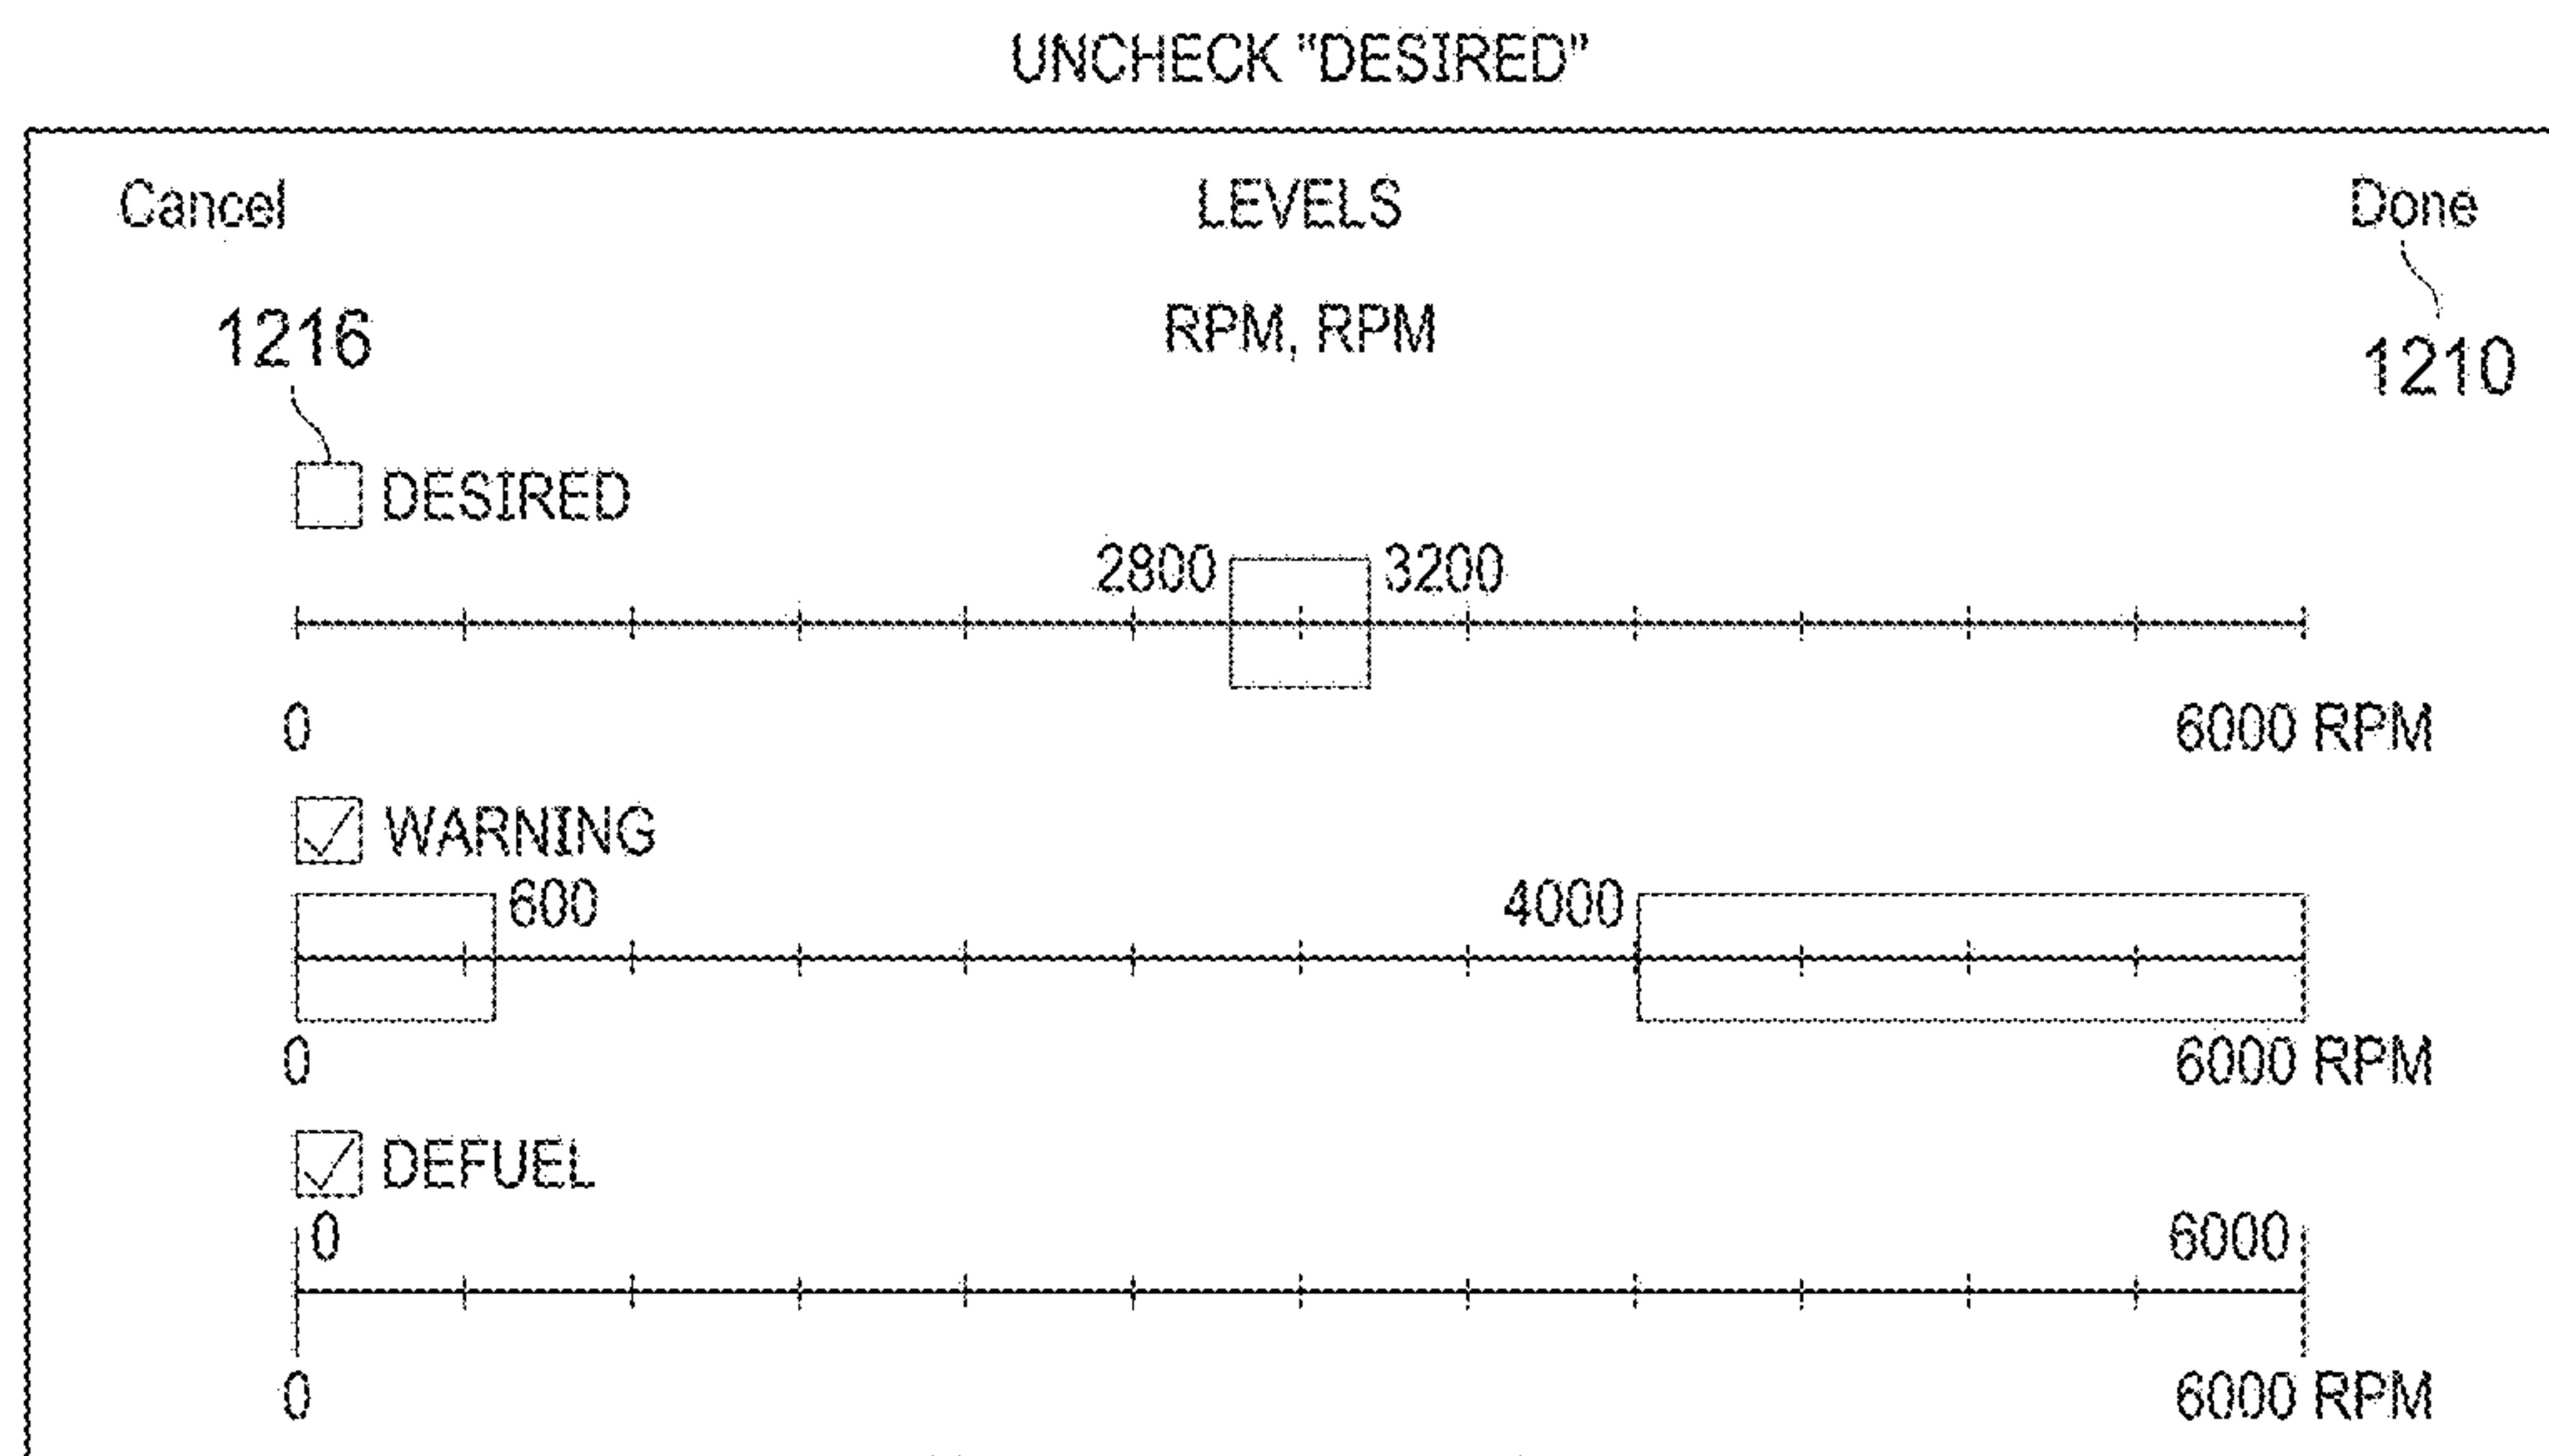 UNCHECK "DESIRED"
Cancel LEVELS Done
1216 RPM, RPM 1210
DESIRED
2800 3200
0 6000 RPM
WARNING
600 4000
0 6000 RPM
DEFUEL
0 6000
0 6000 RPM